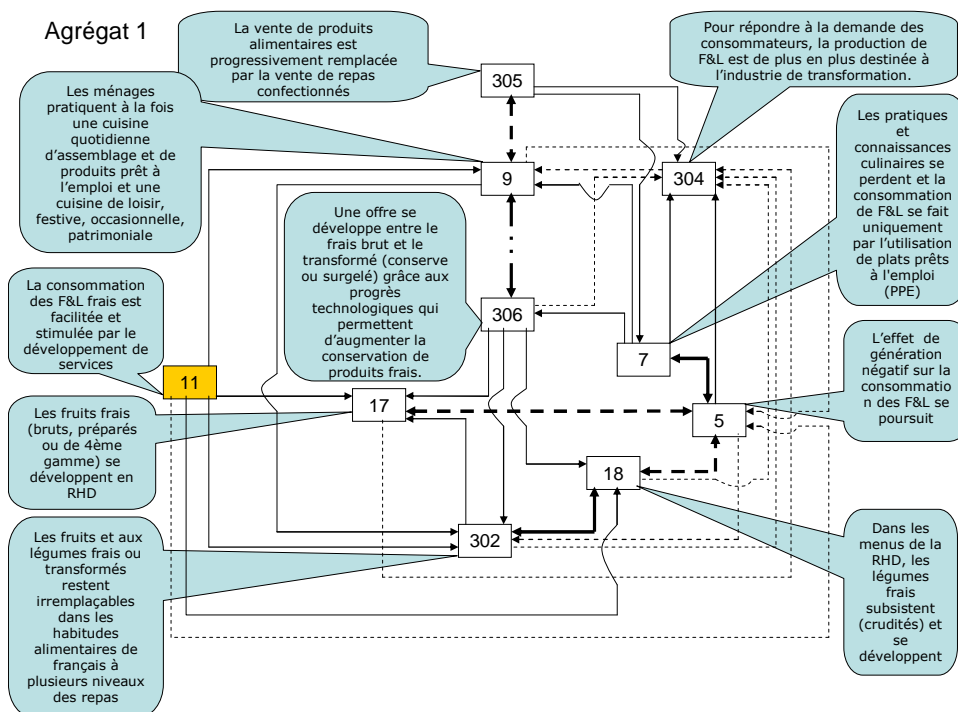 Agrégat 1
La vente de produits
alimentaires est
progressivement remplacée
par la vente de repas
confectionnés
Pour répondre à la demande des
consommateurs, la production de
F&L est de plus en plus destinée à
l'industrie de transformation.
305
Les ménages
pratiquent à la fois
une cuisine
quotidienne
d'assemblage et de
produits prêt à
l'emploi et une
cuisine de loisir,
festive, occasionnelle,
patrimoniale
9
304
Les pratiques
et
connaissances
culinaires se
perdent et la
consommation
de F&L se fait
uniquement
par l'utilisation
de plats prêts
à l'emploi
(PPE)
Une offre se
développe entre le
frais brut et le
transformé (conserve
ou surgelé) grâce aux
progrès
technologiques qui
permettent
d'augmenter la
conservation de
produits frais.
306
7
La consommation
des F&L frais est
facilitée et
stimulée par le
développement de
services
11
17
5
L'effet de
génération
négatif sur la
consommatio
n des F&L se
poursuit
Les fruits frais
(bruts, préparés
ou de 4ème
gamme) se
développent en
RHD
18
302
Les fruits et aux
légumes frais ou
transformés
restent
irremplaçables
dans les
habitudes
alimentaires de
français à
plusieurs niveaux
des repas
Dans les
menus de la
RHD, les
légumes
frais
subsistent
(crudités) et
se
développent